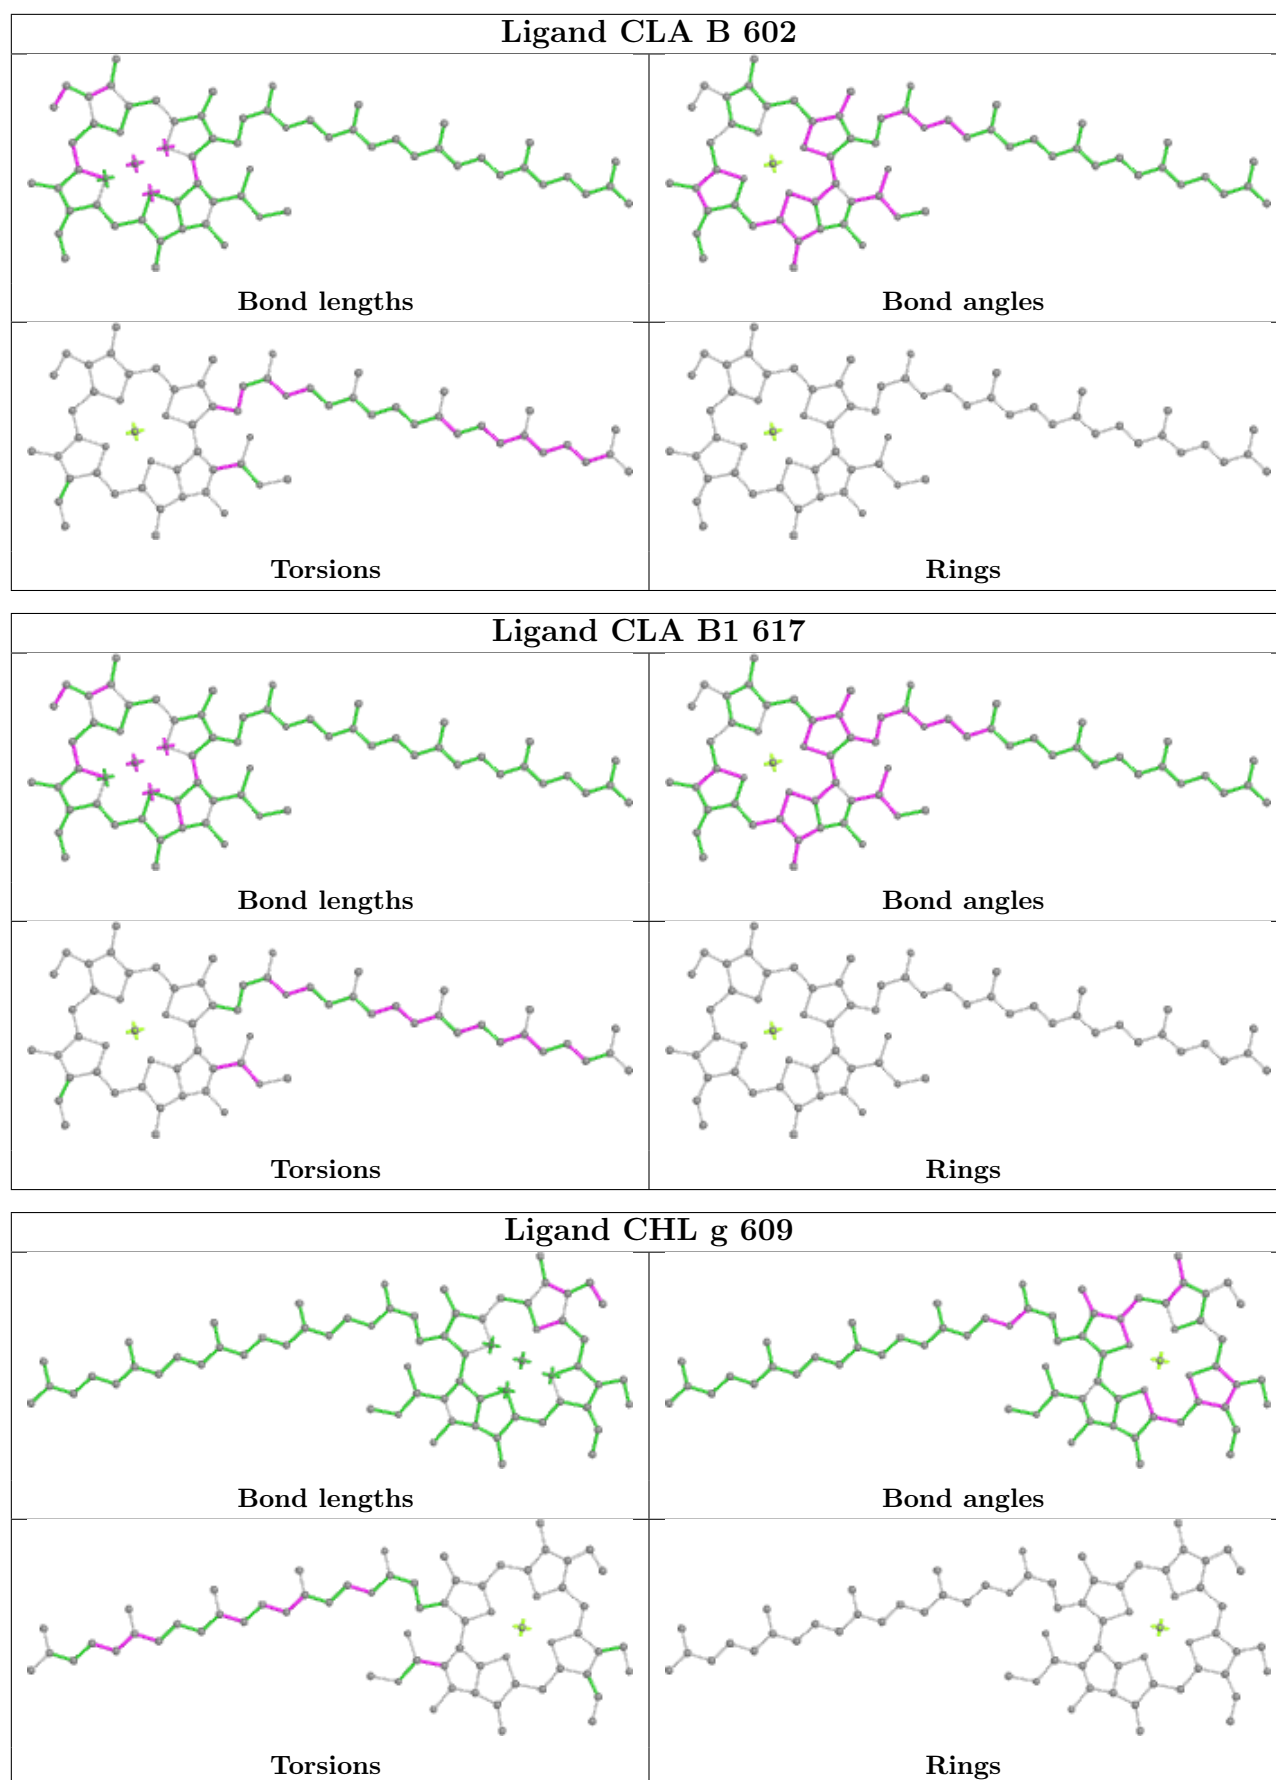 Ligand CLA B 602
Bond lengths
Bond angles
Torsions
Rings
Ligand CLA B1 617
Bond lengths
Bond angles
Torsions
Rings
Ligand CHL g 609
Bond lengths
Bond angles
Torsions
Rings